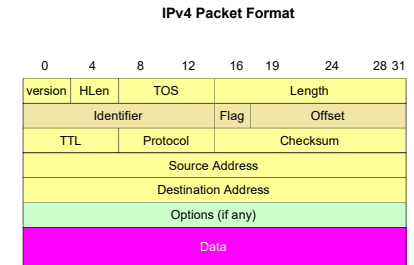 IPv4 Packet Format
0 4 8 12 16 19 24 28 31
version HLen TOS Length
Identifier Flag Offset
TTL Protocol Checksum
Source Address
Destination Address
Options (if any)
Data